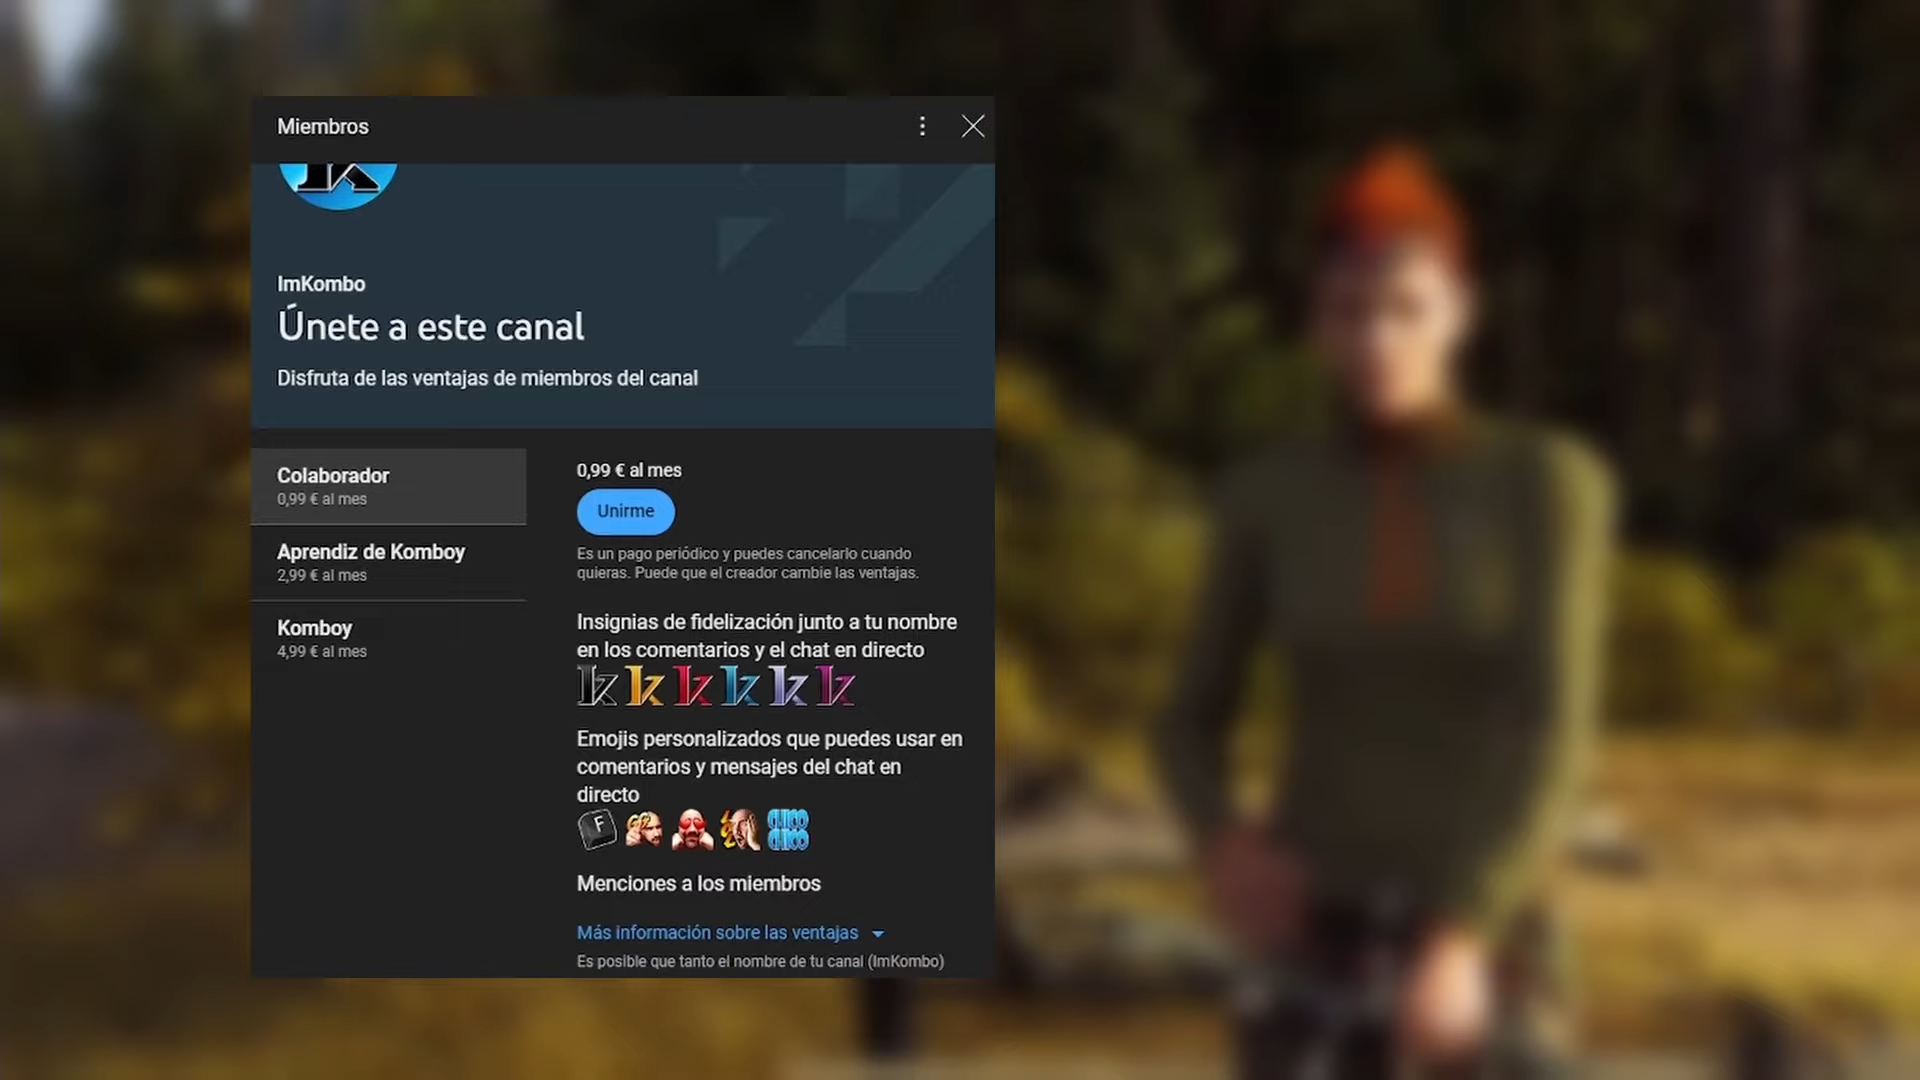 Miembros
ImKombo
Únete a este canal
Disfruta de las ventajas de miembros del canal
Colaborador
0,99 € al mes
Aprendiz de Komboy
2,99 € al mes
Komboy
4,99 € al mes
0,99 € al mes
Unirme
Es un pago periódico y puedes cancelarlo cuando
quieras. Puede que el creador cambie las ventajas.
Insignias de fidelización junto a tu nombre
en los comentarios y el chat en directo
k k k k k k
Emojis personalizados que puedes usar en
comentarios y mensajes del chat en
directo
F
CHICO
CHICO
Menciones a los miembros
Más información sobre las ventajas
Es posible que tanto el nombre de tu canal (ImKombo)